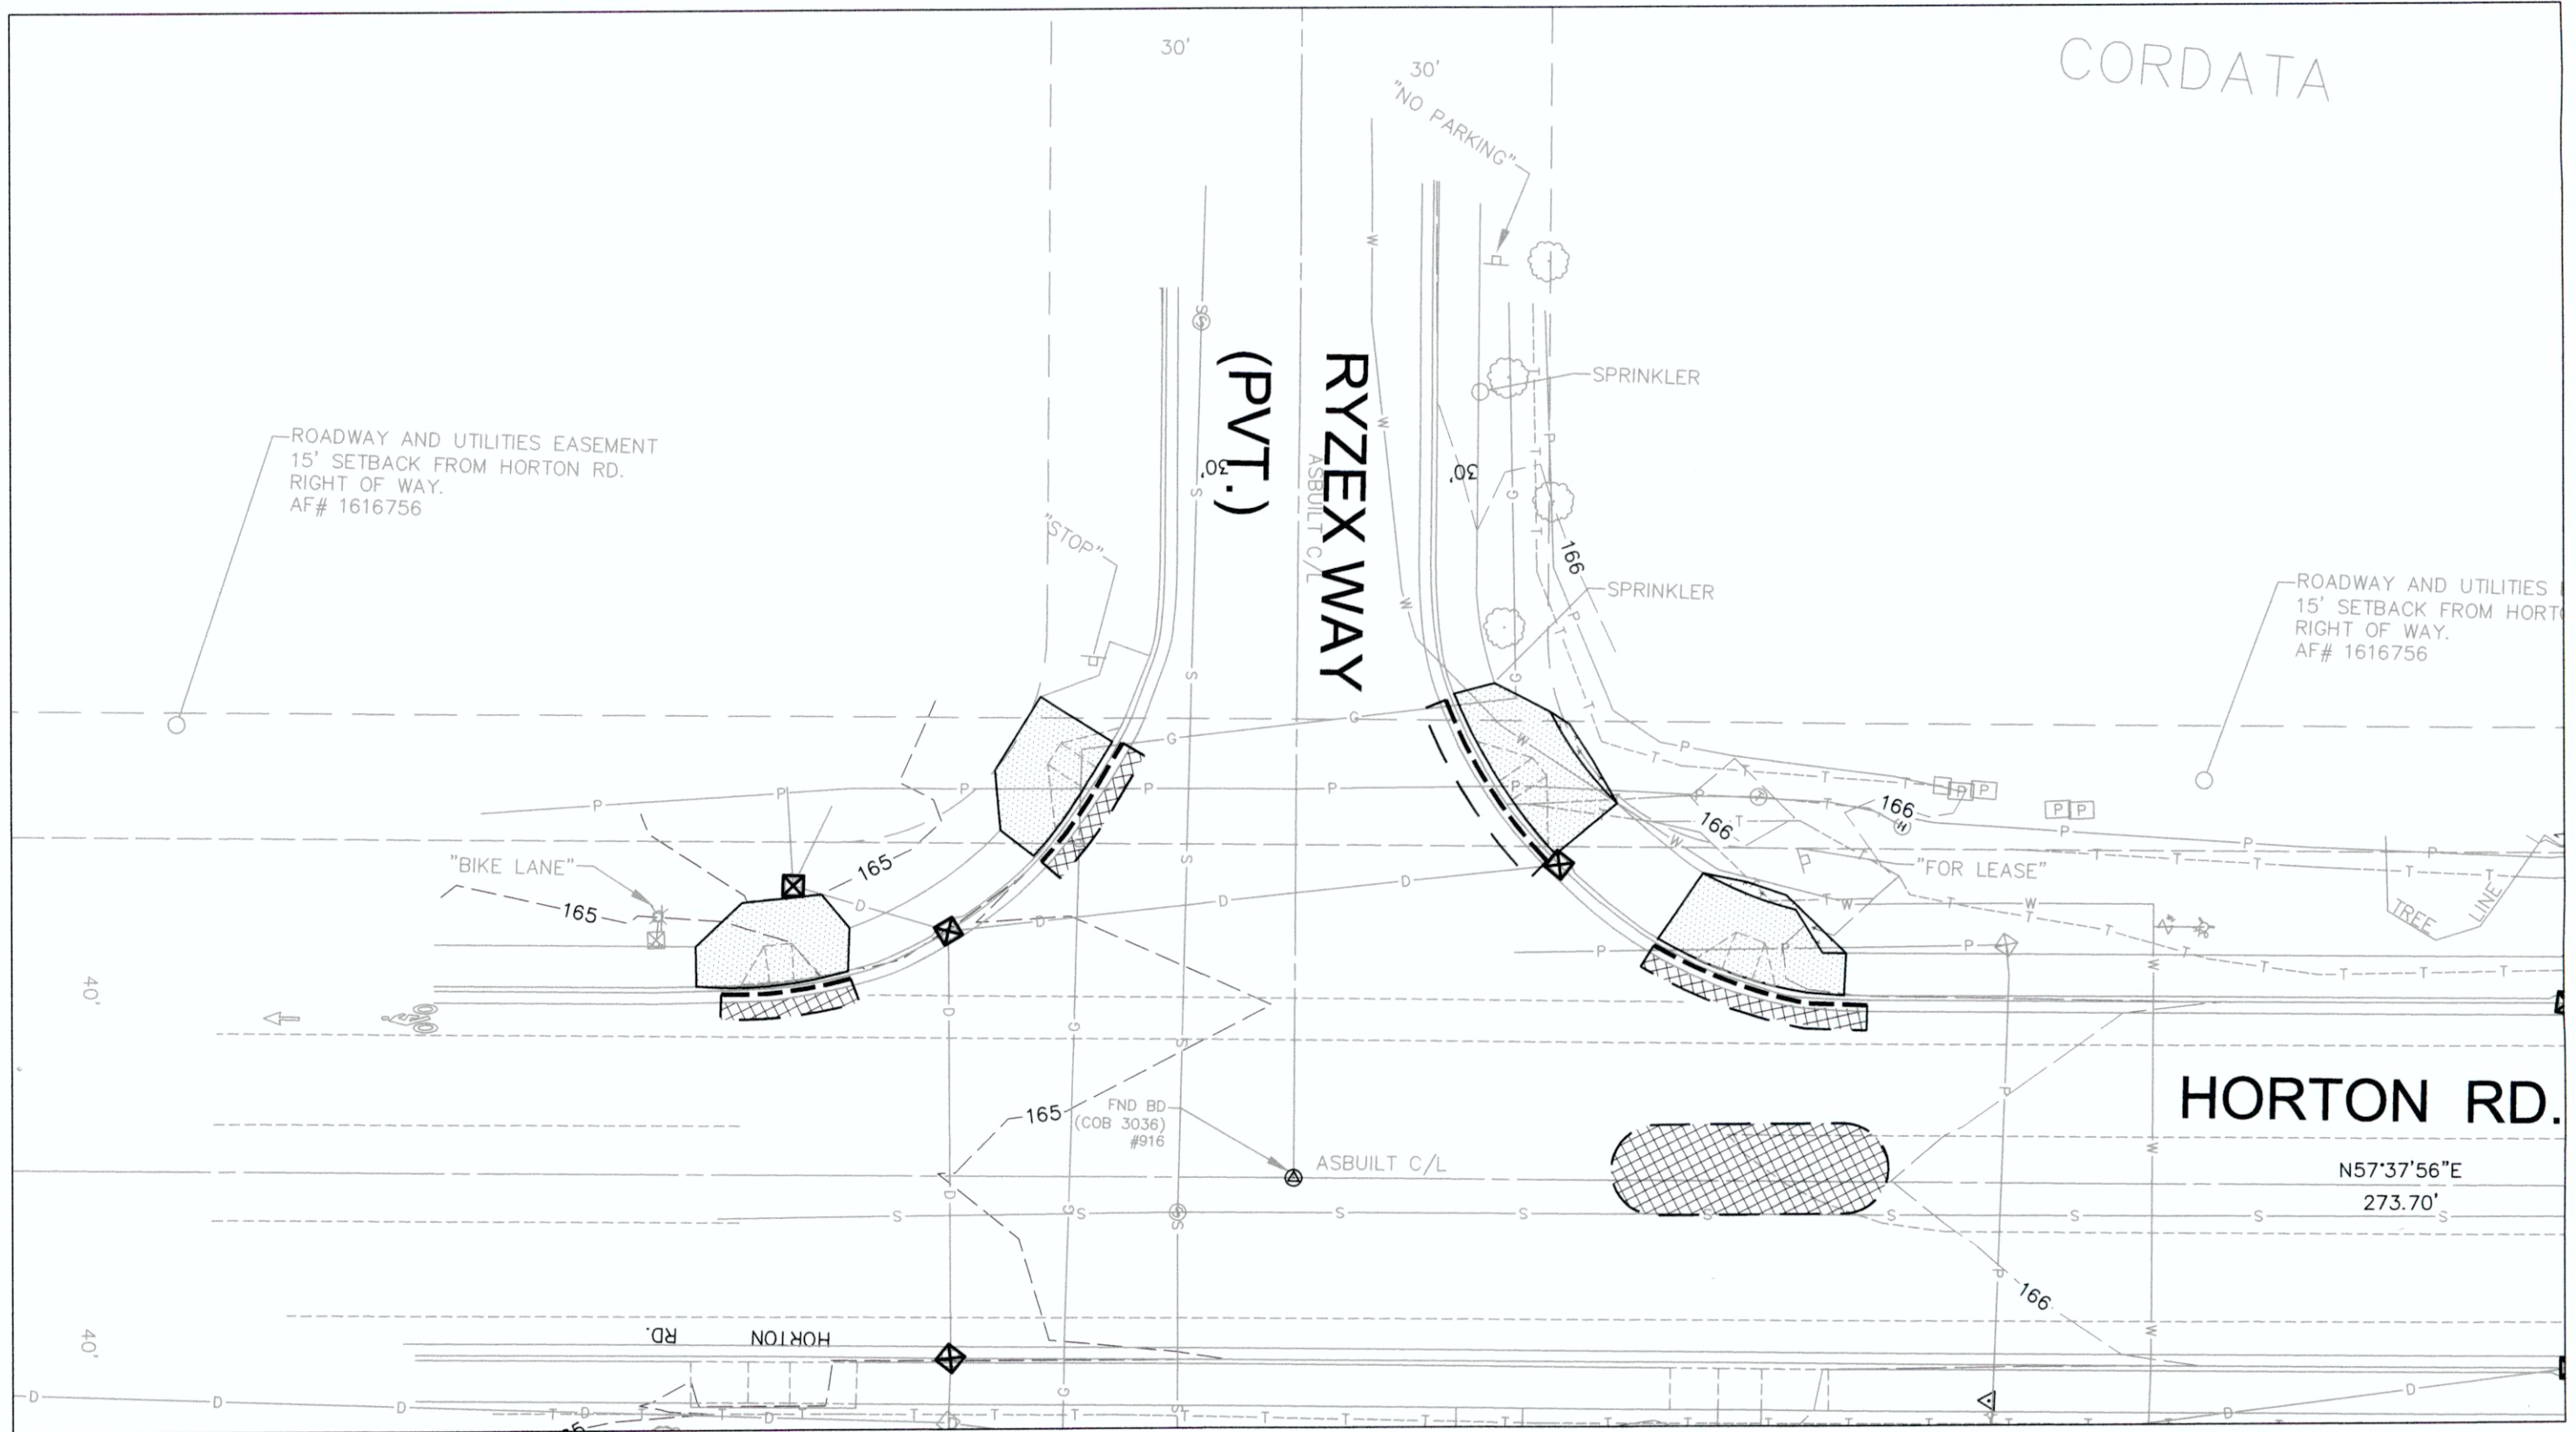 30'
30'
CORDATA
"NO PARKING"
SPRINKLER
RYZEX WAY
(PVT.)
30'
30'
ASBUILT C/L
ROADWAY AND UTILITIES EASEMENT
15' SETBACK FROM HORTON RD.
RIGHT OF WAY.
AF# 1616756
"STOP"
166
SPRINKLER
ROADWAY AND UTILITIES
15' SETBACK FROM
RIGHT OF WAY.
AF# 1616756
166
166
"BIKE LANE"
165
165
"FOR LEASE"
TREE LINE
40'
HORTON RD.
165
FND BD
(COB 3036)
#916
ASBUILT C/L
N57°37'56"E
273.70'
166
HORTON RD.
40'